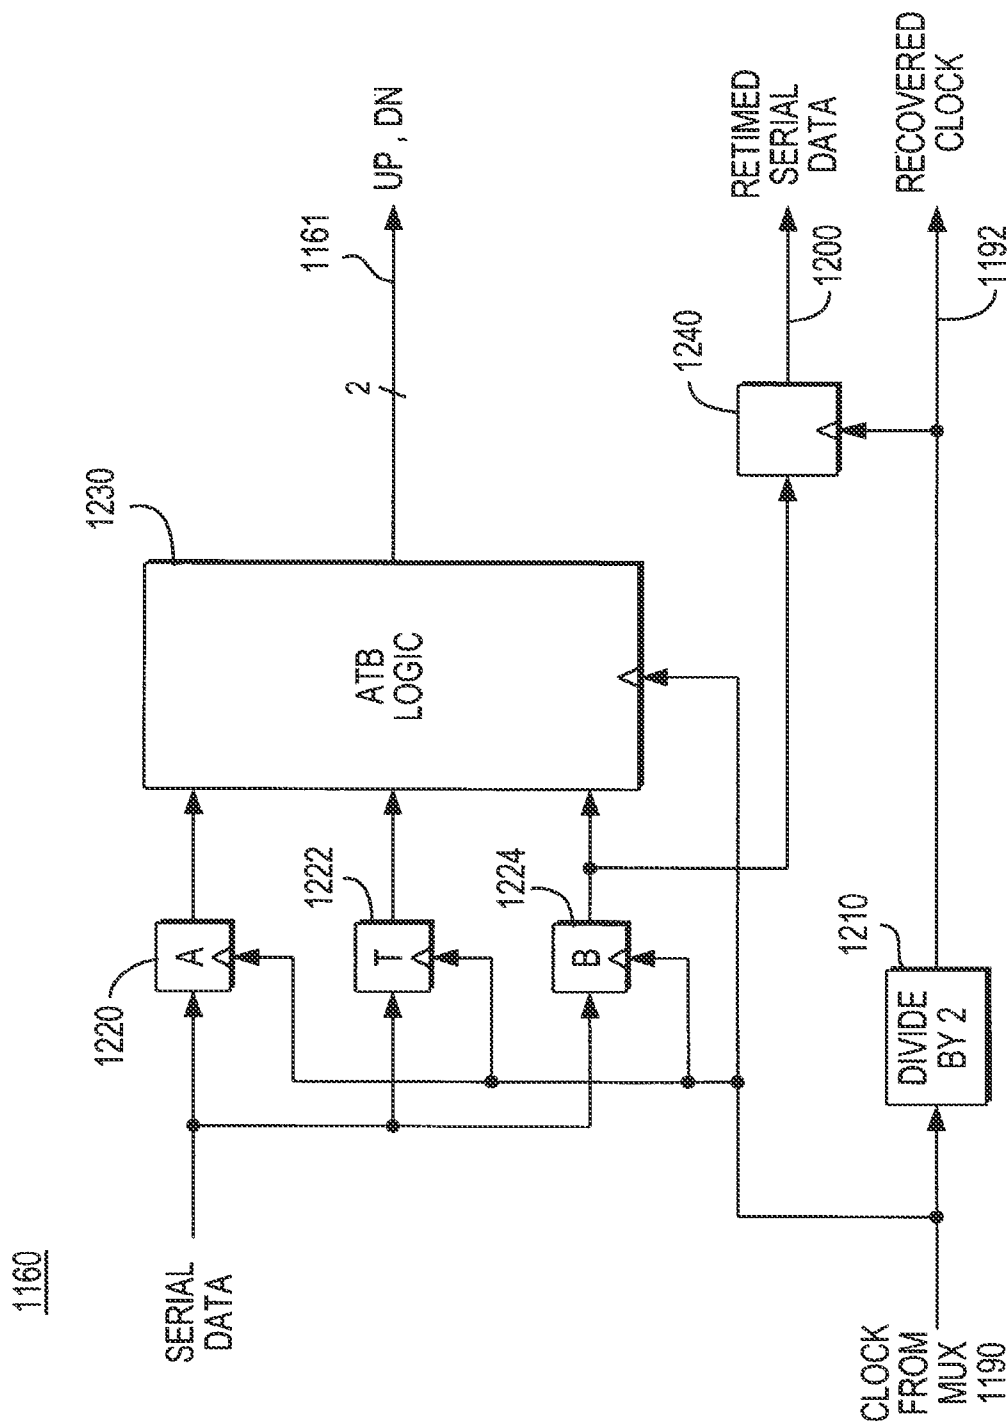 1160
SERIAL
DATA
1220
A
1222
T
1224
B
1230
ATB
LOGIC
2
1161
UP , DN
1240
1200
RETIMED
SERIAL
DATA
CLOCK
FROM
MUX
1190
1210
DIVIDE
BY 2
1192
RECOVERED
CLOCK